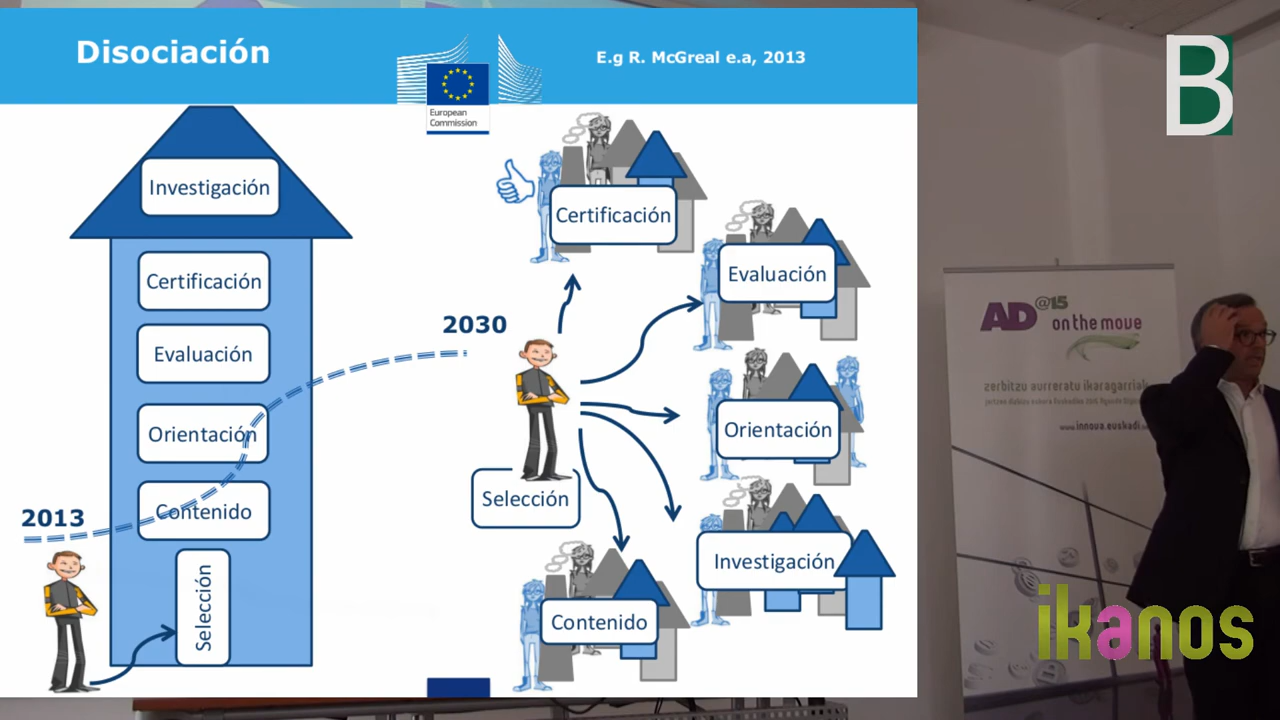 Disociación
E.g R. McGreal e.a, 2013
European
Commission
Investigación
Certificación
Evaluación
Orientación
Contenido
Selección
2013
2030
Selección
Certificación
Evaluación
Orientación
Investigación
Contenido
B
AD@15
on the move
zerbitzu aurreratu ikaragarriak
www.innova.euskadi
ikanos